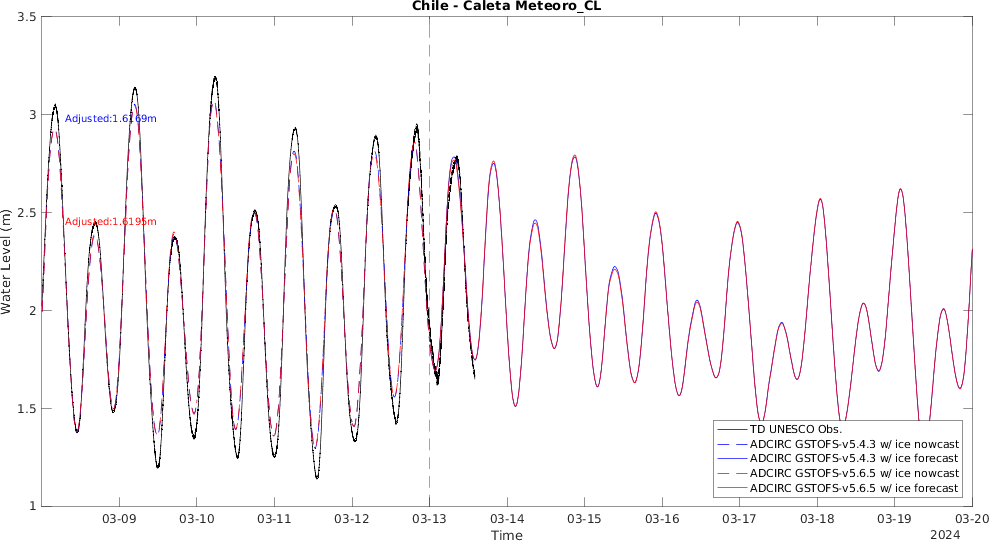 Chile - Caleta Meteoro_CL
3.5
3
2.5
2
1.5
1
Water Level (m)
Adjusted:1.6169m
Adjusted:1.6195m
TD UNESCO Obs.
ADCIRC GSTOFS-v5.4.3 w/ ice nowcast
ADCIRC GSTOFS-v5.4.3 w/ ice forecast
ADCIRC GSTOFS-v5.6.5 w/ ice nowcast
ADCIRC GSTOFS-v5.6.5 w/ ice forecast
03-09 03-10 03-11 03-12 03-13 03-14 03-15 03-16 03-17 03-18 03-19 03-20
Time
2024